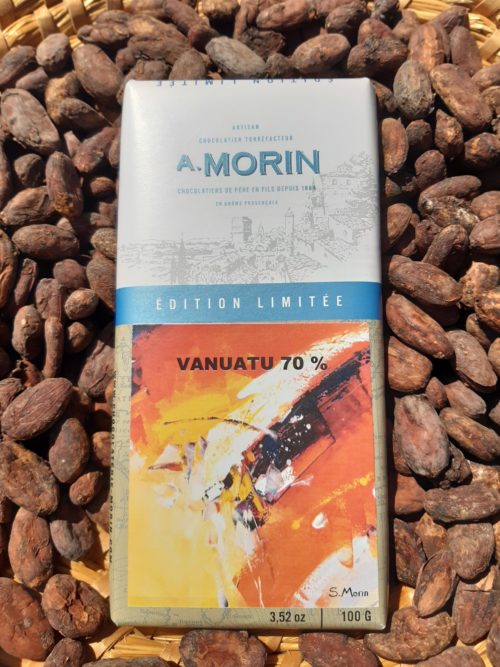 ÉDITION LIMITÉE
ARTISAN
CHOCOLATIER TORRÉFACTEUR
A.MORIN
CHOCOLATIERS DE PÈRE EN FILS DEPUIS 1884
EN DRÔME PROVENÇALE
ÉDITION LIMITÉE
VANUATU 70 %
S.Morin
3,52 oz | 100 G